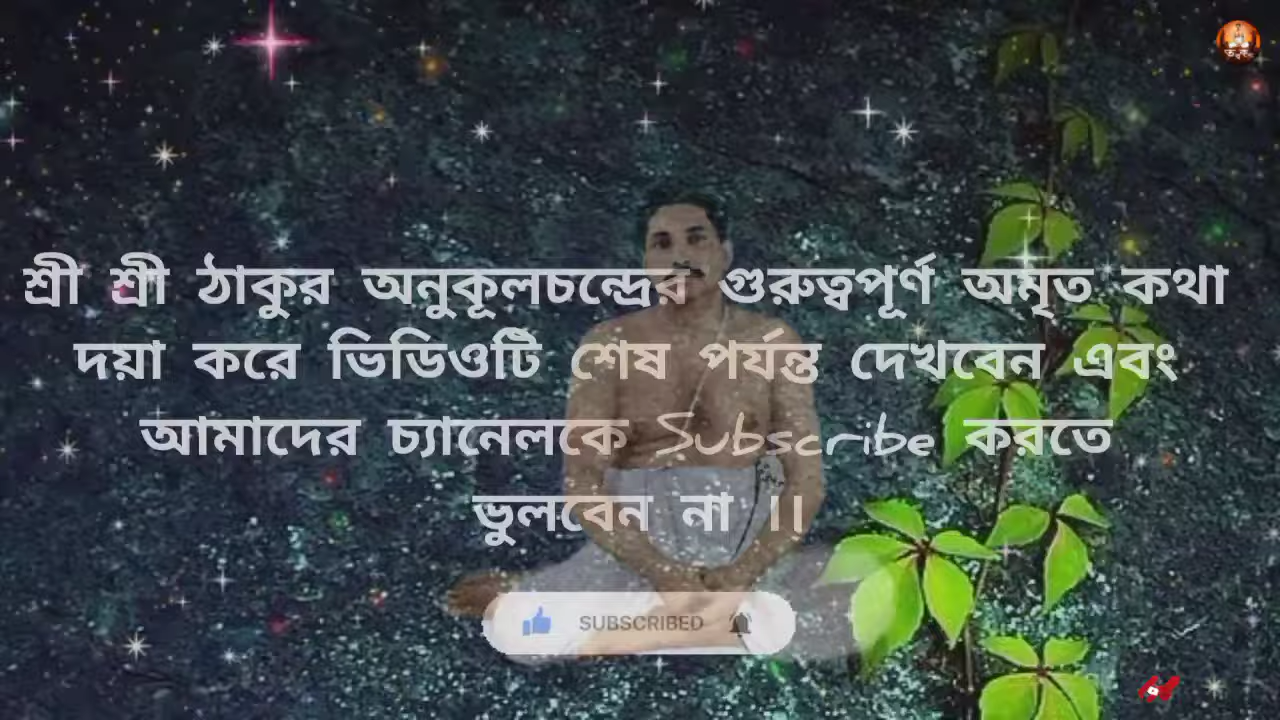 শ্রী শ্রী ঠাকুর অনুকূলচন্দ্রের গুরুত্বপূর্ণ অমৃত কথা
দয়া করে ভিডিওটি শেষ পর্যন্ত দেখবেন এবং
আমাদের চ্যানেলকে Subscribe করতে
ভুলবেন না ।।
SUBSCRIBED